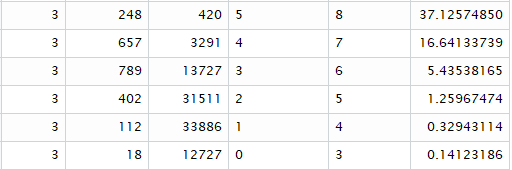 3 248 420 5 8 37.12574850
3 657 3291 4 7 16.64133739
3 789 13727 3 6 5.43538165
3 402 31511 2 5 1.25967474
3 112 33886 1 4 0.32943114
3 18 12727 0 3 0.14123186